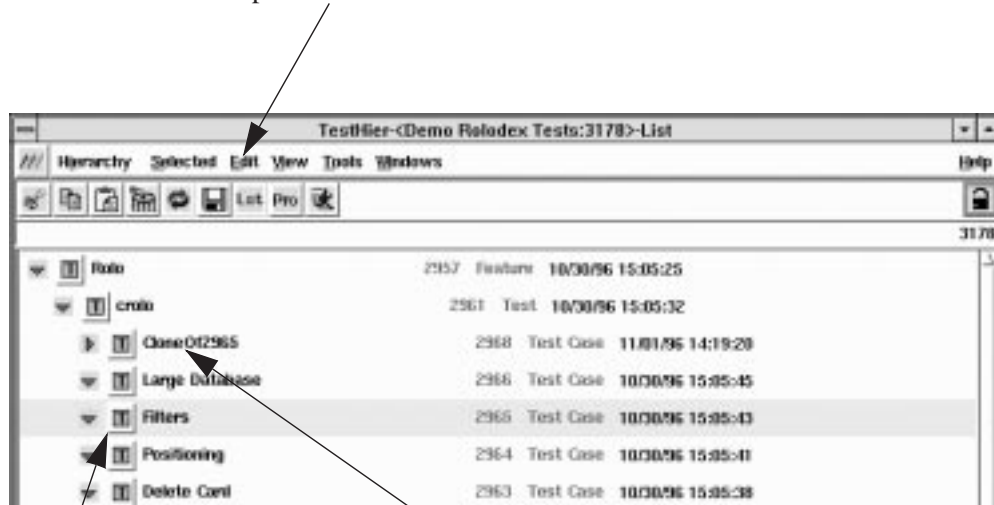 TestHier-<Demo Rolodex Tests:3178>-List
Hierarchy Selected Edit View Tools Windows Help
Lst Pro
3178
Rolo 2957 Feature 10/30/96 15:05:25
crolo 2961 Test 10/30/96 15:05:32
CloneOf2965 2968 Test Case 11/01/96 14:19:20
Large Database 2966 Test Case 10/30/96 15:05:45
Filters 2965 Test Case 10/30/96 15:05:43
Positioning 2964 Test Case 10/30/96 15:05:41
Delete Card 2963 Test Case 10/30/96 15:05:38